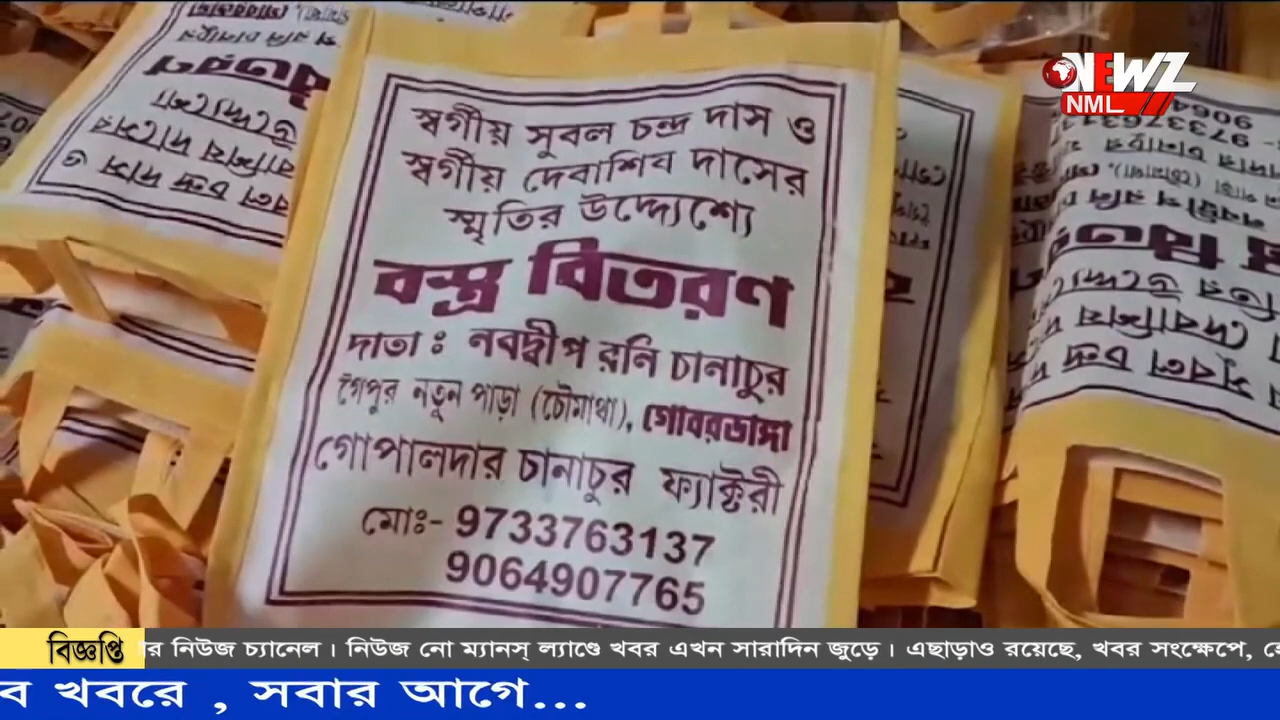 স্বর্গীয় সুবল চন্দ্র দাস ও
স্বর্গীয় দেবাশিষ দাসের
স্মৃতির উদ্দ্যেশ্যে
বস্ত্র বিতরণ
দাতা : নবদ্বীপ রনি চানাচুর
নতুন পাড়া (চৌমাথা), গোবরডাঙ্গা
গোপালদার চানাচুর ফ্যাক্টরী
মোঃ- 9733763137
9064907765
NEWZ
NML
বিজ্ঞপ্তি
নিউজ চ্যানেল। নিউজ নো ম্যানস্ ল্যাণ্ডে খবর এখন সারাদিন জুড়ে। এছাড়াও রয়েছে, খবর সংক্ষেপে,
খবরে , সবার আগে...